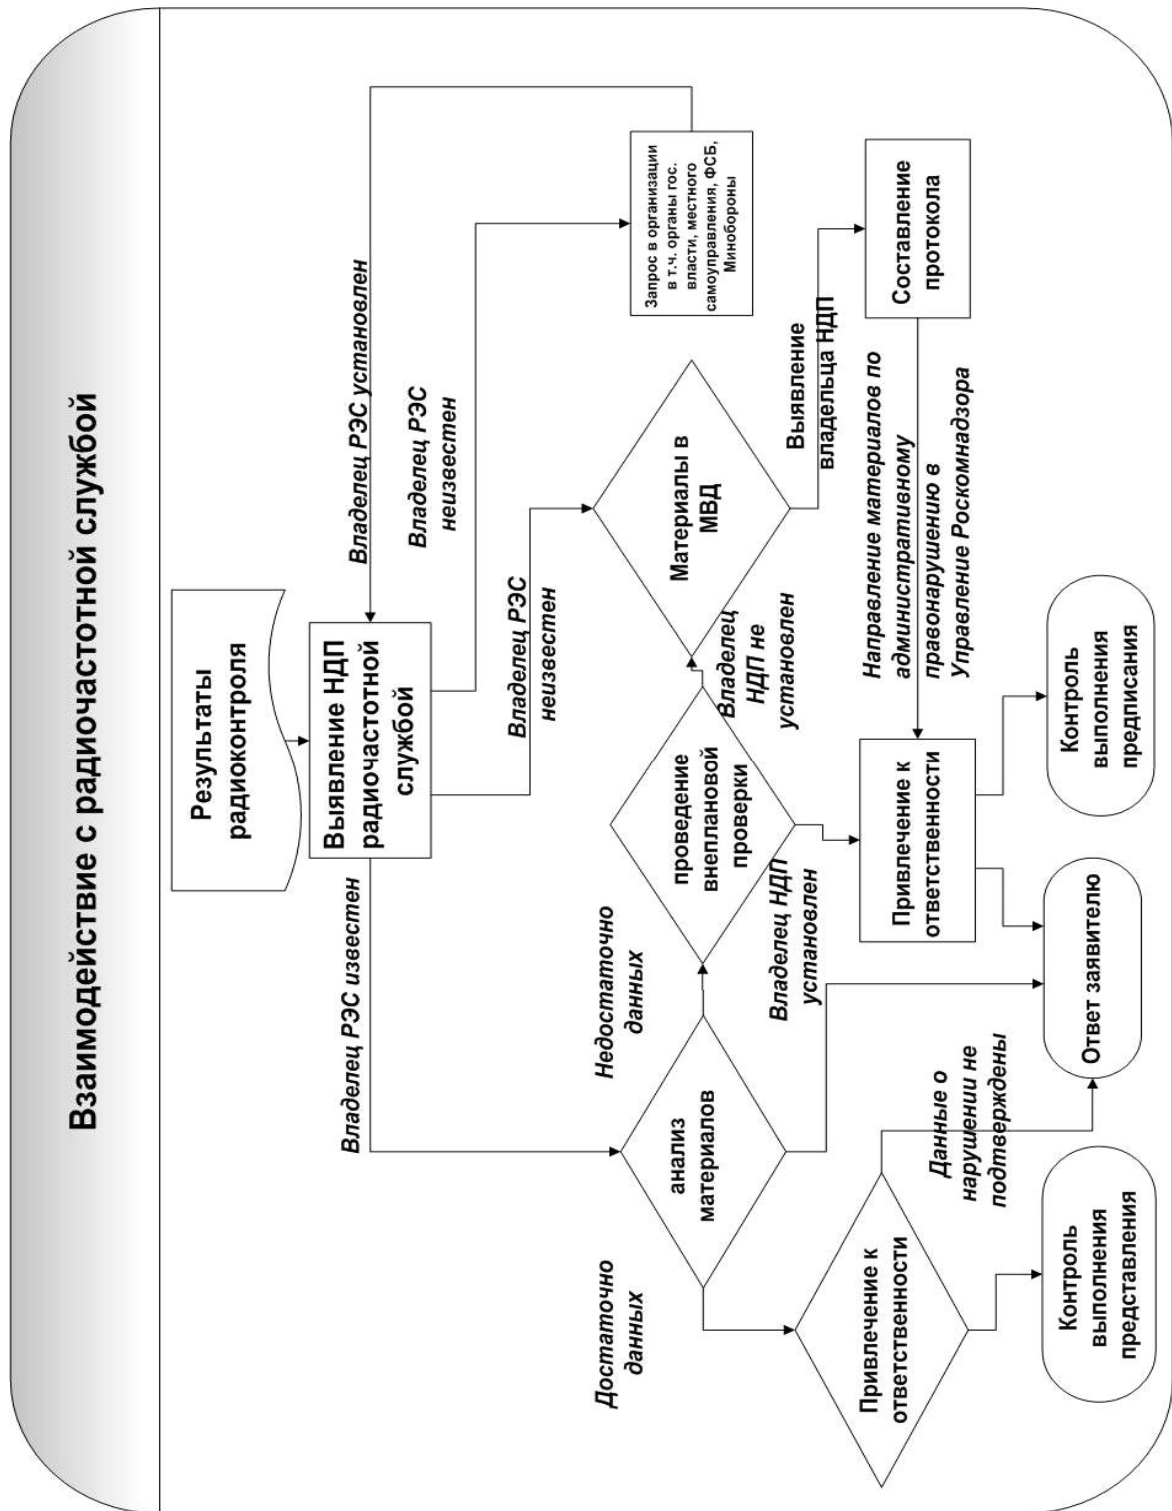 Взаимодействие с радиочастотной службой
Результаты
радиоконтроля
Выявление НДП
радиочастотной
службой
Владелец РЭС известен
Владелец РЭС установлен
Владелец РЭС
неизвестен
Владелец РЭС
неизвестен
Запрос в организации
в т.ч. органы гос.
власти, местного
самоуправления, ФСБ,
Минобороны
Достаточно
данных
анализ
материалов
Недостаточно
данных
проведение
внеплановой
проверки
Владелец
НДП не
установлен
Материалы в
МВД
Выявление
владельца НДП
Составление
протокола
Владелец НДП
установлен
Направление материалов по
административному
правонарушению в
Управление Роскомнадзора
Привлечение к
ответственности
Данные о
нарушении не
подтверждены
Привлечение к
ответственности
Контроль
выполнения
представления
Ответ заявителю
Контроль
выполнения
предписания